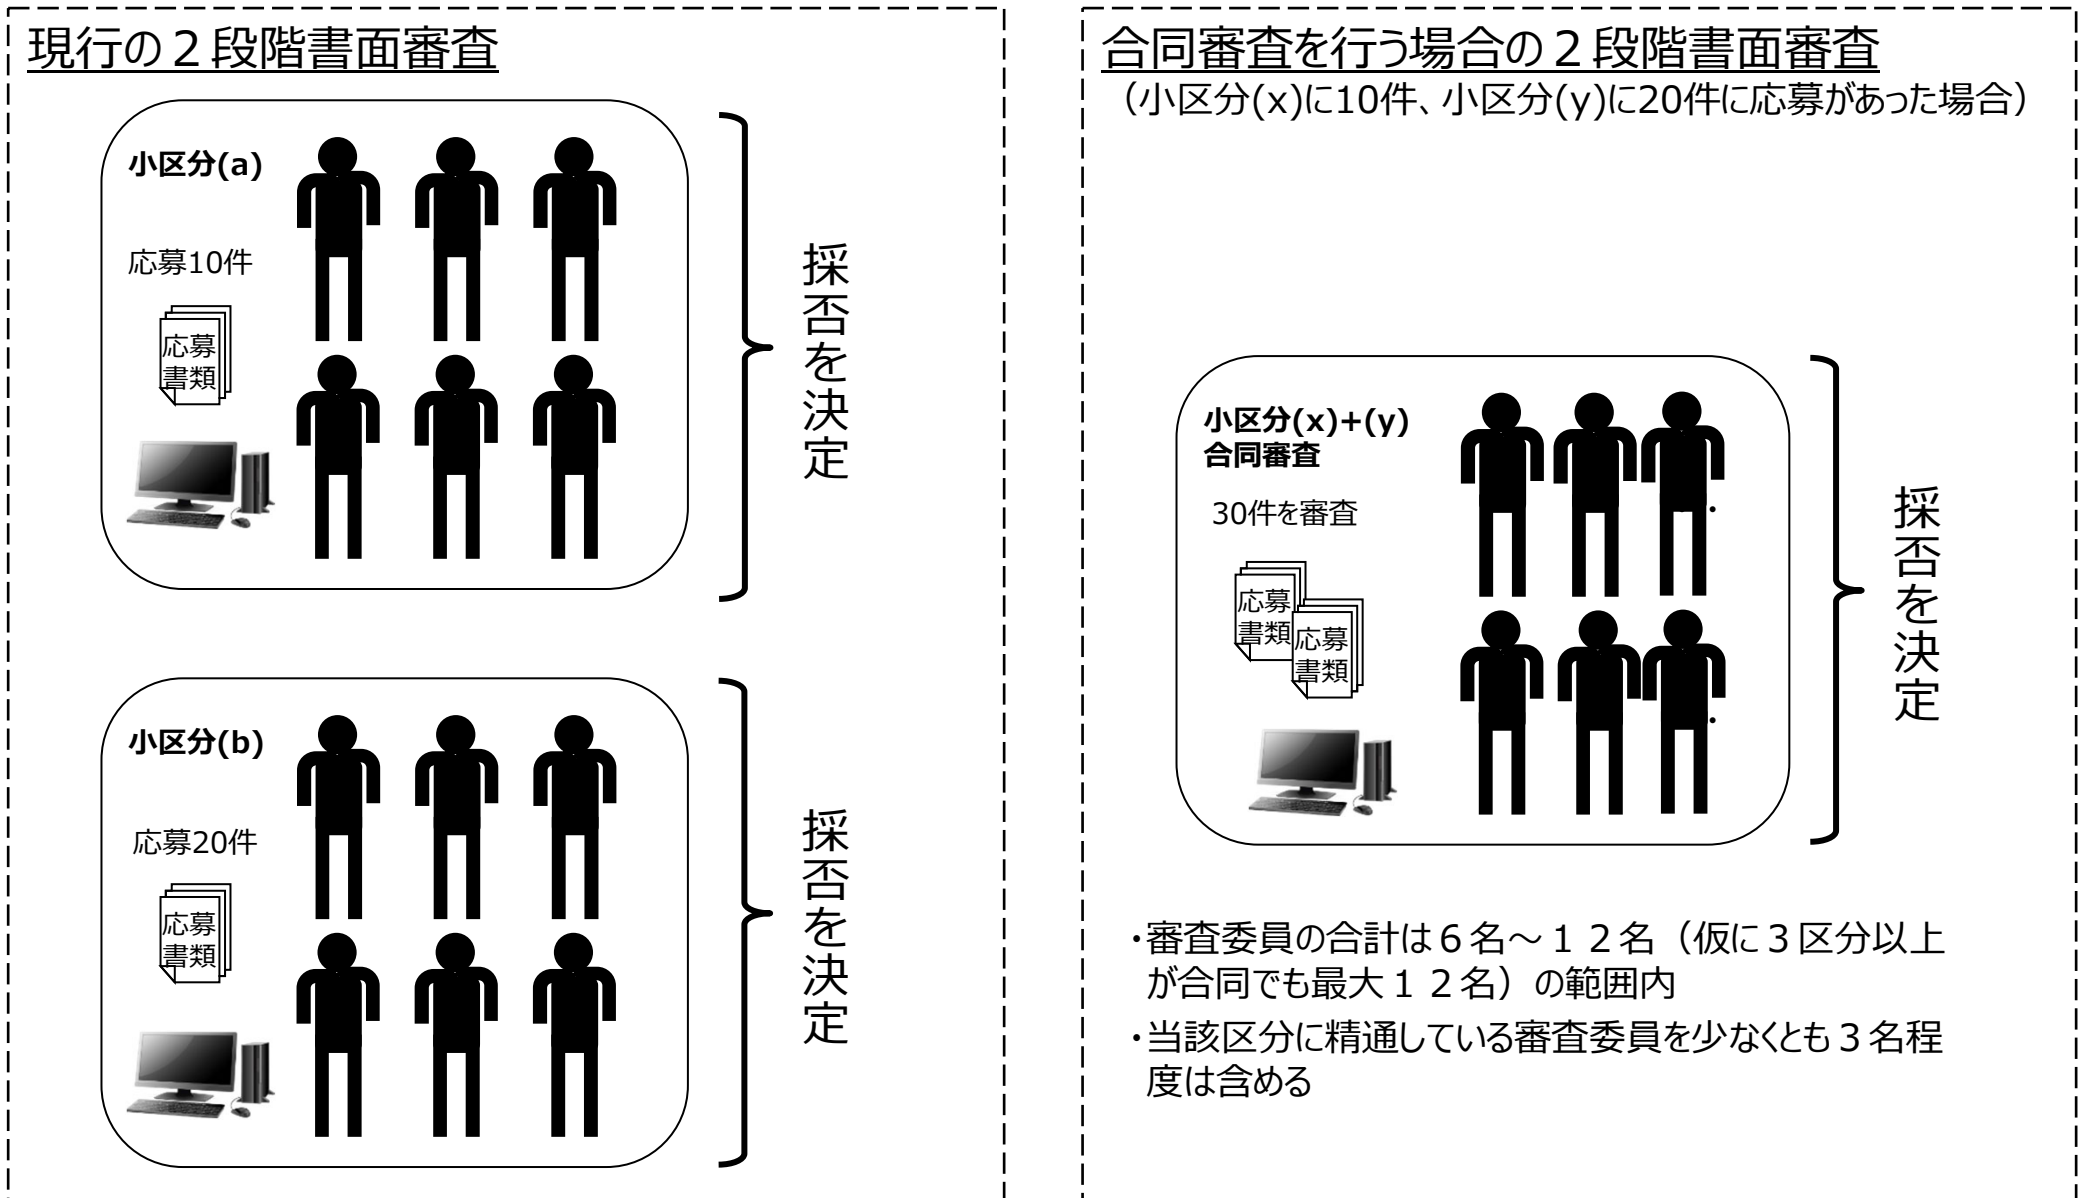 現行の２段階書面審査
小区分(a)
応募10件
応募
書類
採否を決定
小区分(b)
応募20件
応募
書類
採否を決定
合同審査を行う場合の２段階書面審査
（小区分(x)に10件、小区分(y)に20件に応募があった場合）
小区分(x)+(y)
合同審査
30件を審査
応募
書類
応募
書類
採否を決定
・審査委員の合計は６名～１２名（仮に３区分以上
が合同でも最大１２名）の範囲内
・当該区分に精通している審査委員を少なくとも３名程
度は含める